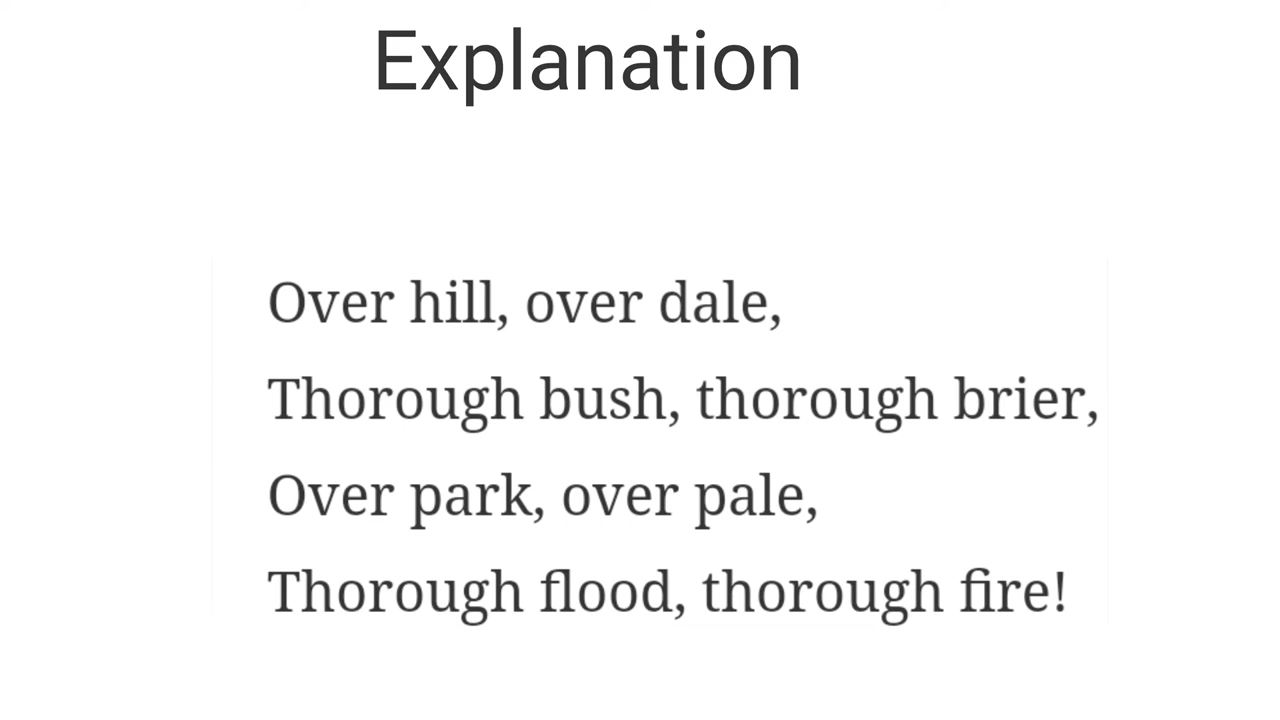 Explanation
Over hill, over dale,
Thorough bush, thorough brier,
Over park, over pale,
Thorough flood, thorough fire!